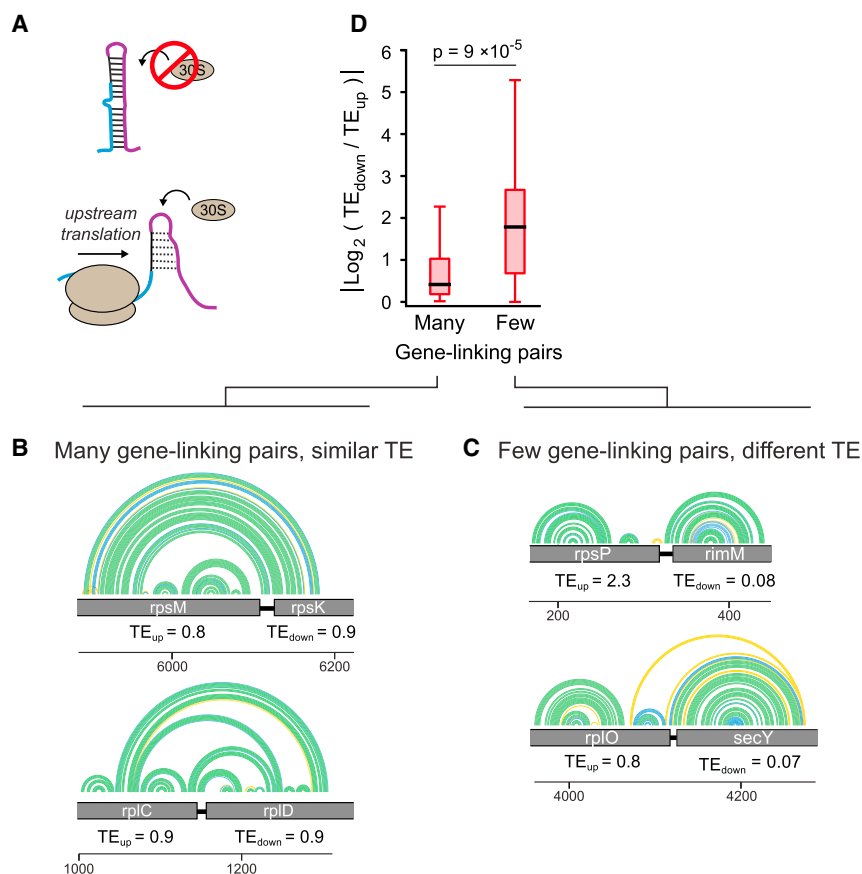 A
30S
upstream
translation
30S
D
|Log2 ( TEdown / TEup )|
p = 9 ×10-5
6
5
4
3
2
1
0
Many
Few
Gene-linking pairs
B
Many gene-linking pairs, similar TE
rpsM
rpsK
TEup = 0.8
TEdown = 0.9
6000
6200
rplC
rplD
TEup = 0.9
TEdown = 0.9
1000
1200
C
Few gene-linking pairs, different TE
rpsP
rimM
TEup = 2.3
TEdown = 0.08
200
400
rplO
secY
TEup = 0.8
TEdown = 0.07
4000
4200